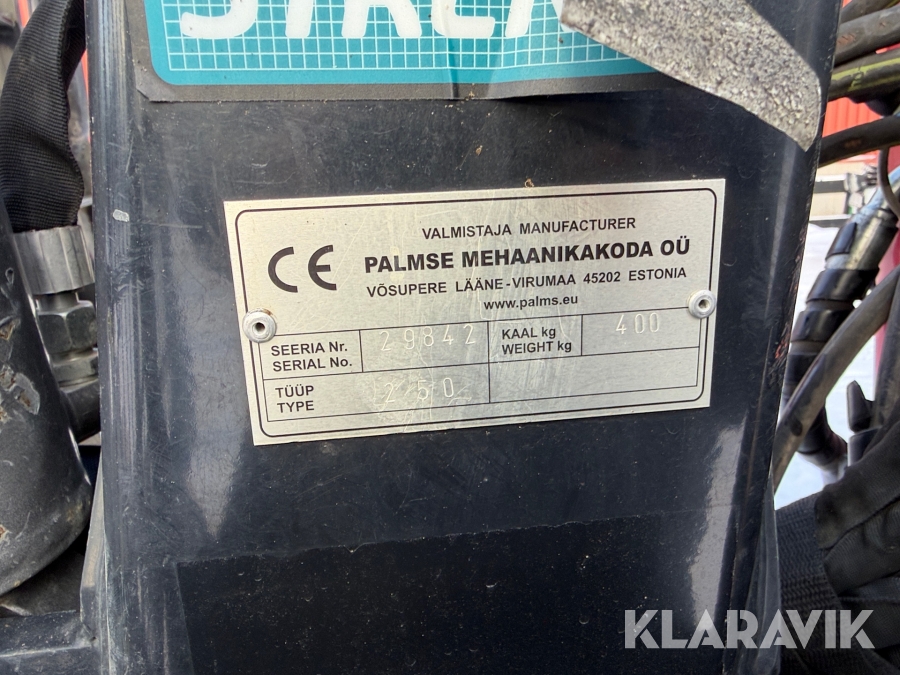 VALMISTAJA MANUFACTURER
PALMSE MEHAANIKAKODA OÜ
VÕSUPERE LÄÄNE-VIRUMAA 45202 ESTONIA
www.palms.eu
CE
SEERIA Nr. SERIAL No. 29842
KAAL kg WEIGHT kg 400
TÜÜP TYPE 250
KLARAVIK